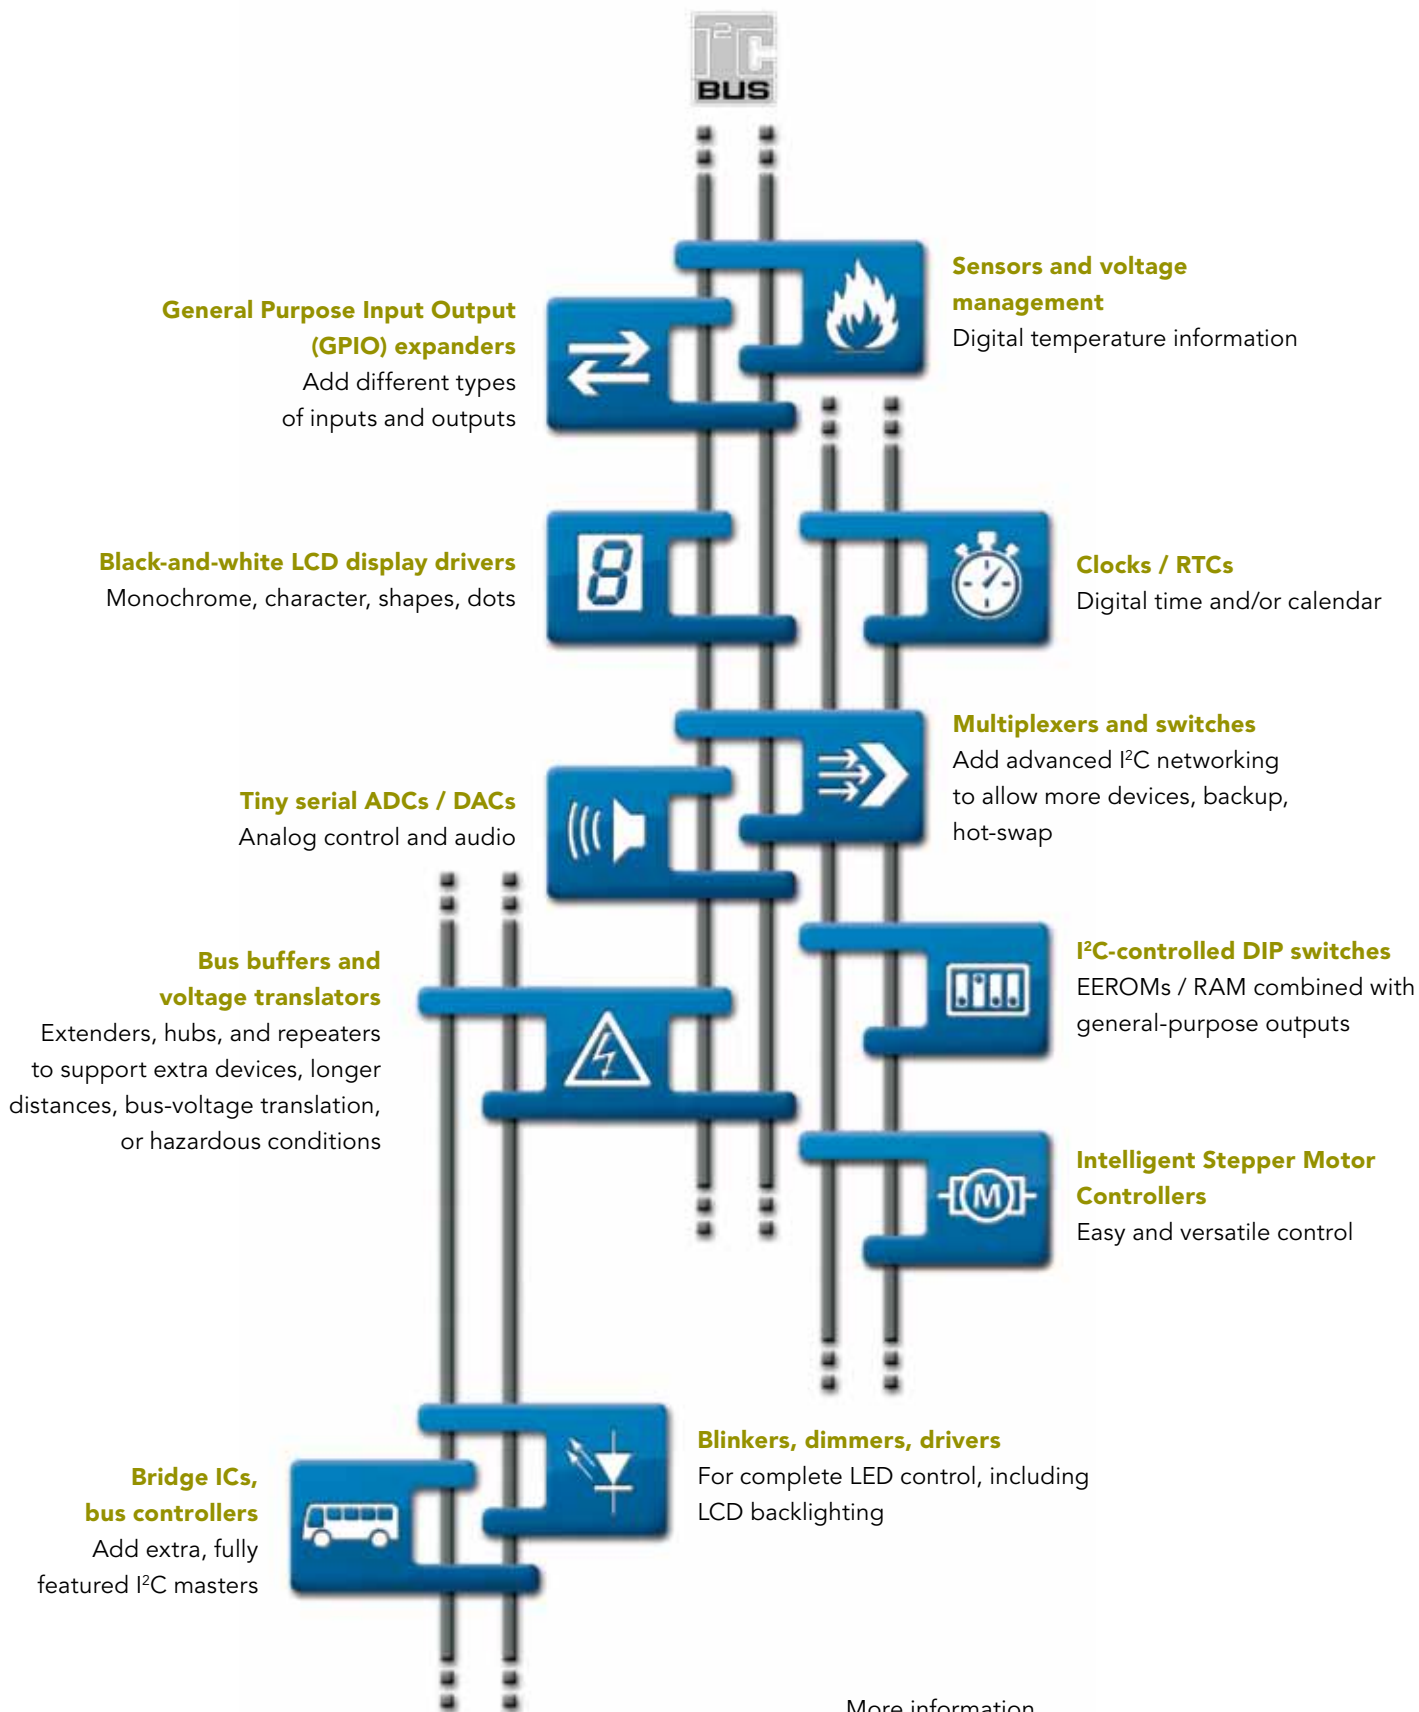 I²C
BUS
Sensors and voltage
management
Digital temperature information
General Purpose Input Output
(GPIO) expanders
Add different types
of inputs and outputs
Black-and-white LCD display drivers
Monochrome, character, shapes, dots
Clocks / RTCs
Digital time and/or calendar
Multiplexers and switches
Add advanced I²C networking
to allow more devices, backup,
hot-swap
Tiny serial ADCs / DACs
Analog control and audio
I²C-controlled DIP switches
EEROMs / RAM combined with
general-purpose outputs
Bus buffers and
voltage translators
Extenders, hubs, and repeaters
to support extra devices, longer
distances, bus-voltage translation,
or hazardous conditions
Intelligent Stepper Motor
Controllers
Easy and versatile control
M
Blinkers, dimmers, drivers
For complete LED control, including
LCD backlighting
Bridge ICs,
bus controllers
Add extra, fully
featured I²C masters
More information